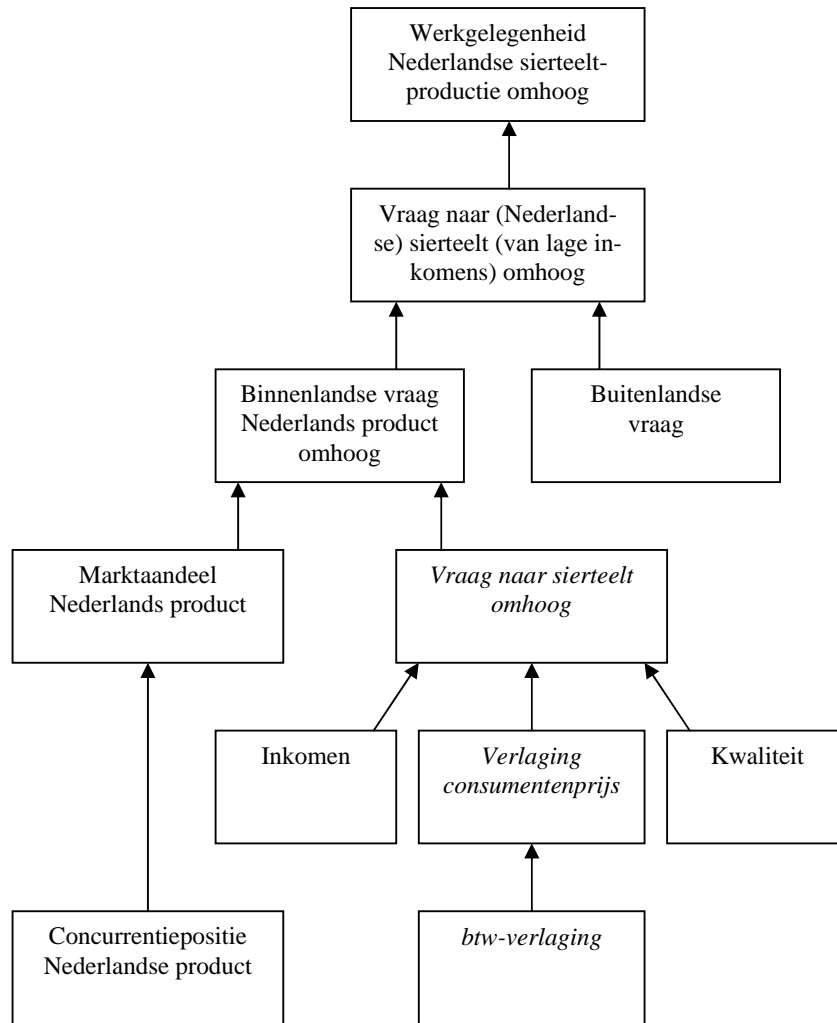 Werkgelegenheid
Nederlandse sierteelt-
productie omhoog
Vraag naar (Nederland-
se) sierteelt (van lage in-
komens) omhoog
Binnenlandse vraag
Nederlands product
omhoog
Buitenlandse
vraag
Marktaandeel
Nederlands product
Vraag naar sierteelt
omhoog
Inkomen
Verlaging
consumentenprijs
Kwaliteit
Concurrentiepositie
Nederlandse product
btw-verlaging